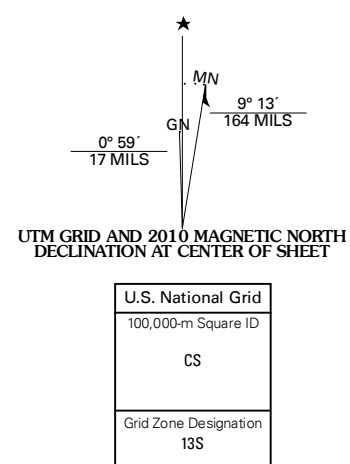 MN
GN
9° 13´
164 MILS
0° 59´
17 MILS
UTM GRID AND 2010 MAGNETIC NORTH
DECLINATION AT CENTER OF SHEET
U.S. National Grid
100,000-m Square ID
CS
Grid Zone Designation
13S